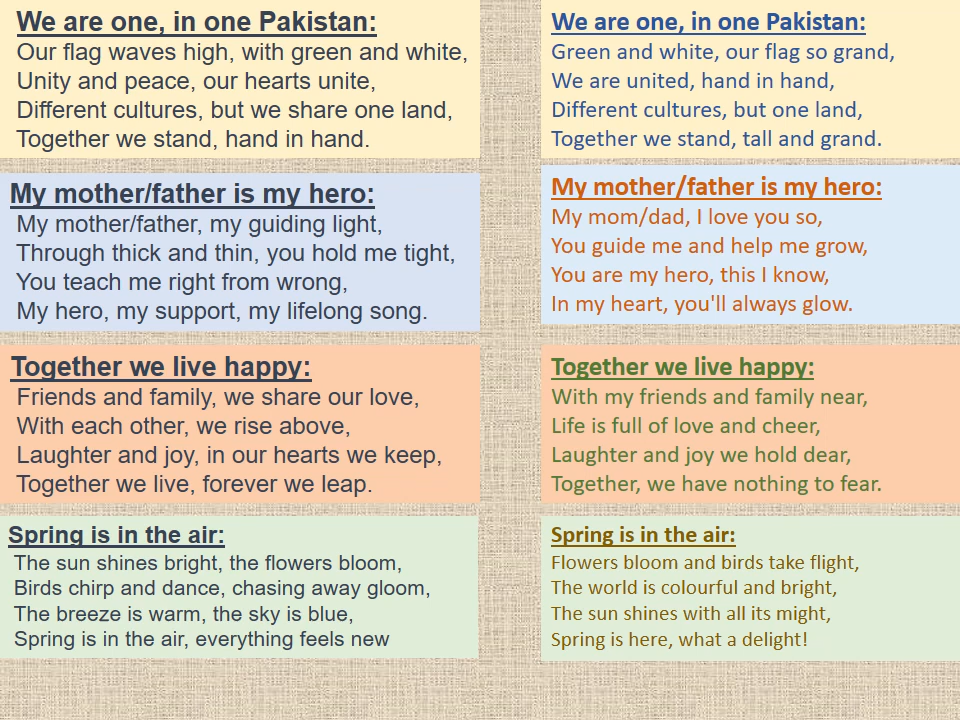 We are one, in one Pakistan:
Our flag waves high, with green and white,
Unity and peace, our hearts unite,
Different cultures, but we share one land,
Together we stand, hand in hand.
My mother/father is my hero:
My mother/father, my guiding light,
Through thick and thin, you hold me tight,
You teach me right from wrong,
My hero, my support, my lifelong song.
Together we live happy:
Friends and family, we share our love,
With each other, we rise above,
Laughter and joy, in our hearts we keep,
Together we live, forever we leap.
Spring is in the air:
The sun shines bright, the flowers bloom,
Birds chirp and dance, chasing away gloom,
The breeze is warm, the sky is blue,
Spring is in the air, everything feels new
We are one, in one Pakistan:
Green and white, our flag so grand,
We are united, hand in hand,
Different cultures, but one land,
Together we stand, tall and grand.
My mother/father is my hero:
My mom/dad, I love you so,
You guide me and help me grow,
You are my hero, this I know,
In my heart, you'll always glow.
Together we live happy:
With my friends and family near,
Life is full of love and cheer,
Laughter and joy we hold dear,
Together, we have nothing to fear.
Spring is in the air:
Flowers bloom and birds take flight,
The world is colourful and bright,
The sun shines with all its might,
Spring is here, what a delight!